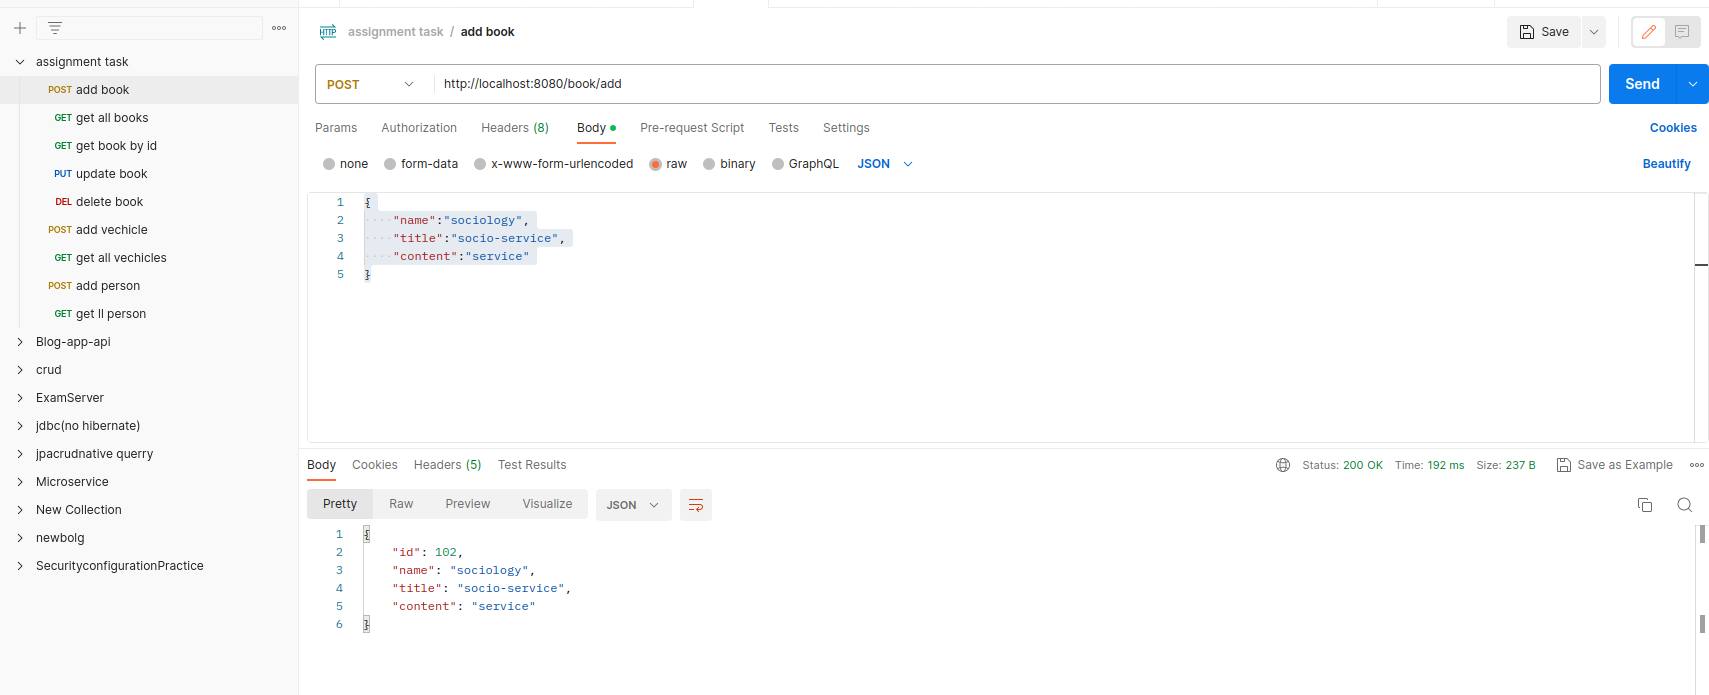 assignment task
POST add book
GET get all books
GET get book by id
PUT update book
DEL delete book
POST add vechicle
GET get all vechicles
POST add person
GET get ll person
Blog-app-api
crud
ExamServer
jdbc(no hibernate)
jpacrudnative querry
Microservice
New Collection
newbolg
SecurityconfigurationPractice
HTTP assignment task / add book
Save
POST http://localhost:8080/book/add Send
Params Authorization Headers (8) Body Pre-request Script Tests Settings Cookies
none form-data x-www-form-urlencoded raw binary GraphQL JSON Beautify
1 {
2 "name":"sociology",
3 "title":"socio-service",
4 "content":"service"
5 }
Body Cookies Headers (5) Test Results Status: 200 OK Time: 192 ms Size: 237 B Save as Example
Pretty Raw Preview Visualize JSON
1 {
2 "id": 102,
3 "name": "sociology",
4 "title": "socio-service",
5 "content": "service"
6 }